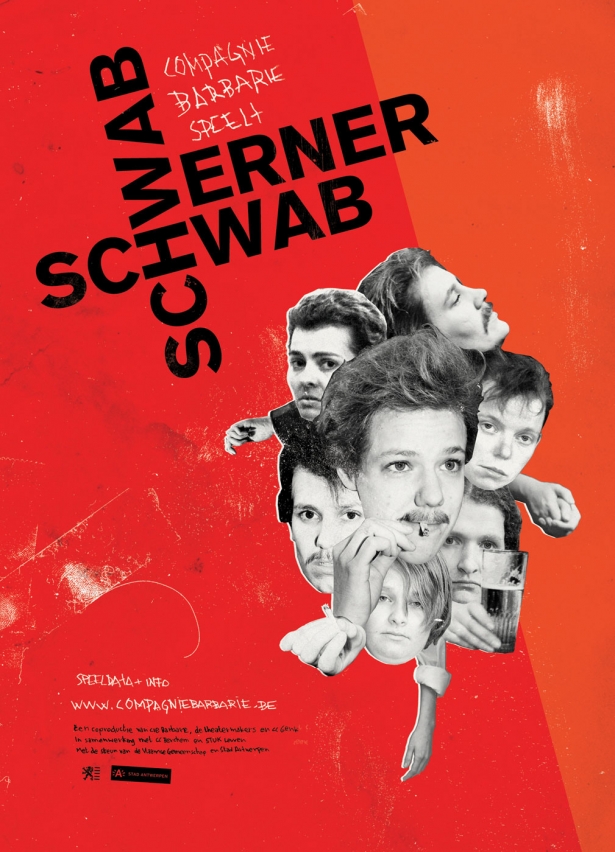 COMPAGNIE
BARBARIE
SPEELT
SCHWAB
WERNER
SCHWAB
SPEELDATA + INFO
WWW.COMPAGNIEBARBARIE.BE
Een coproductie van cie Barbarie, de theatermakers en cc
in samenwerking met CC Berchem en STUK Leuven
Met de steun van de Vlaamse Gemeenschap en Stad Antwerpen
A
STAD ANTWERPEN